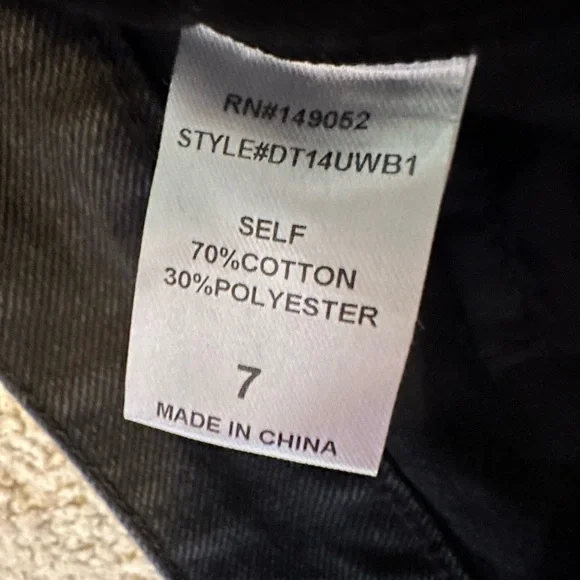 RN#149052
STYLE#DT14UWB1
SELF
70%COTTON
30%POLYESTER
7
MADE IN CHINA